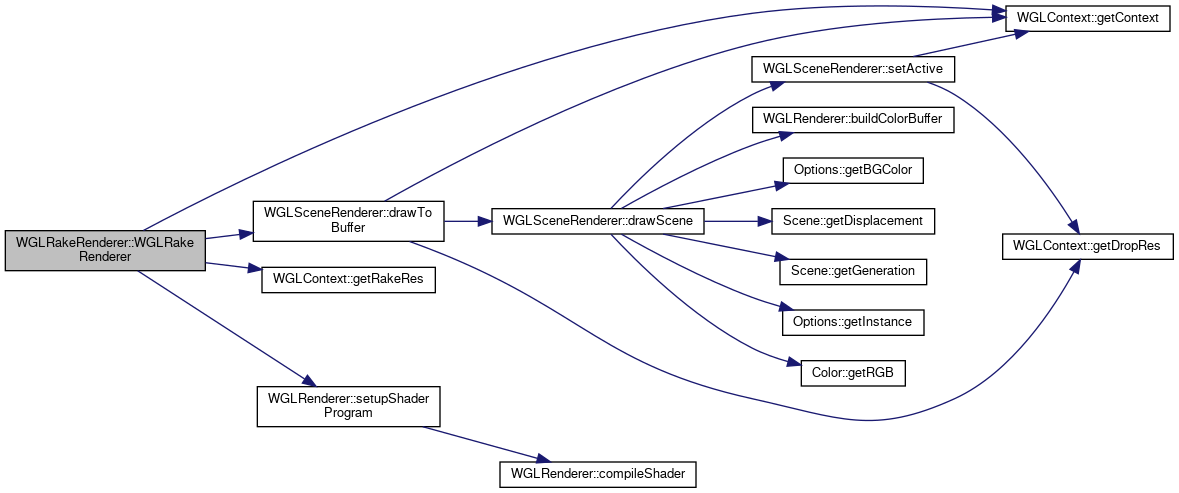 WGLRakeRenderer::WGLRake
Renderer
WGLContext::getContext
WGLSceneRenderer::drawTo
Buffer
WGLSceneRenderer::drawScene
WGLSceneRenderer::setActive
WGLRenderer::buildColorBuffer
Options::getBGColor
Scene::getDisplacement
Scene::getGeneration
Options::getInstance
Color::getRGB
WGLContext::getDropRes
WGLContext::getRakeRes
WGLRenderer::setupShader
Program
WGLRenderer::compileShader